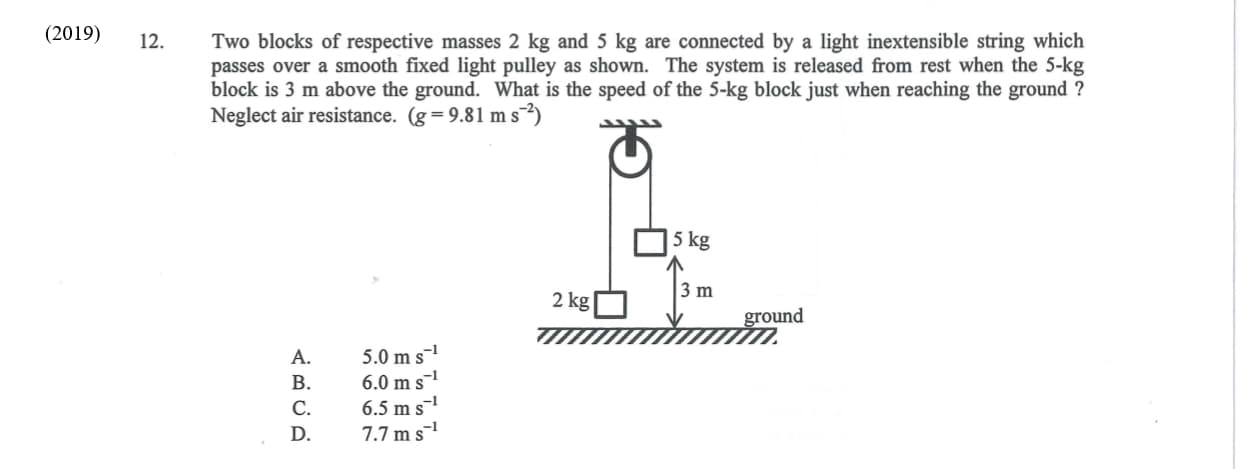 (2019)
12. Two blocks of respective masses 2 kg and 5 kg are connected by a light inextensible string which
passes over a smooth fixed light pulley as shown. The system is released from rest when the 5-kg
block is 3 m above the ground. What is the speed of the 5-kg block just when reaching the ground ?
Neglect air resistance. (g = 9.81 m s⁻²)
5 kg
3 m
2 kg
ground
A. 5.0 m s⁻¹
B. 6.0 m s⁻¹
C. 6.5 m s⁻¹
D. 7.7 m s⁻¹